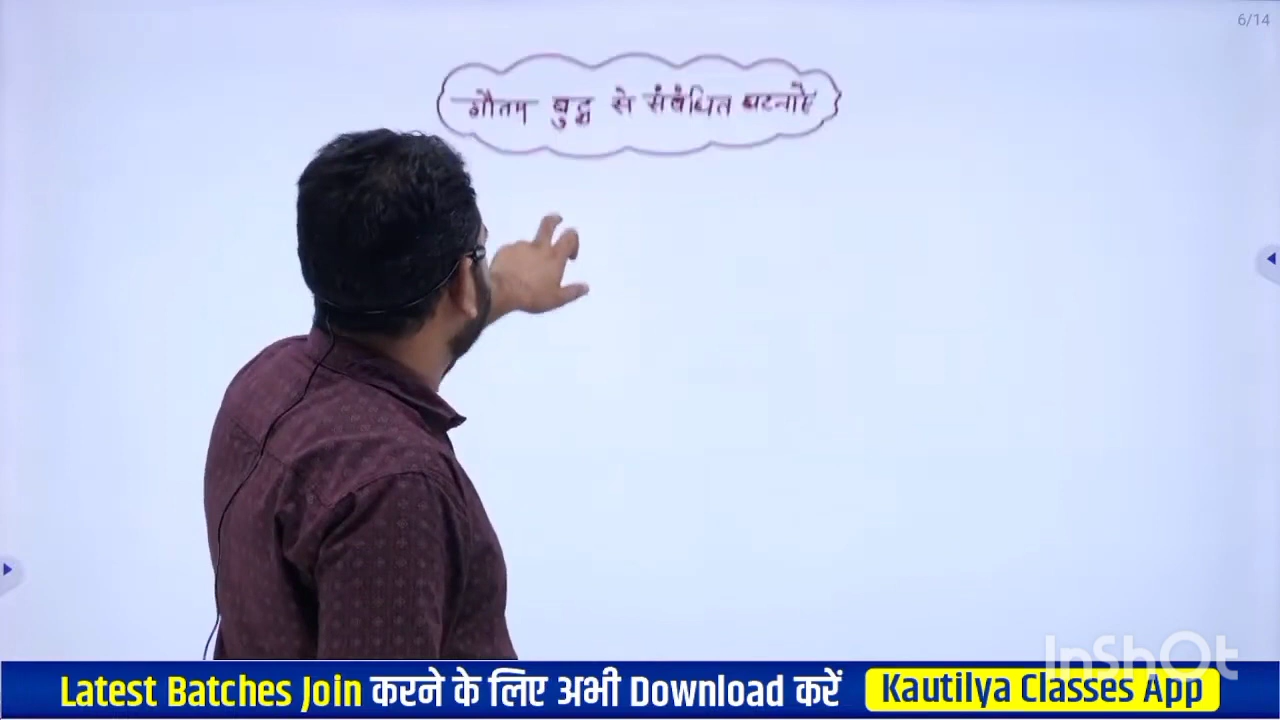 6/14
गौतम बुद्ध से संबंधित घटनाएँ
InShOt
Latest Batches Join करने के लिए अभी Download करें Kautilya Classes App